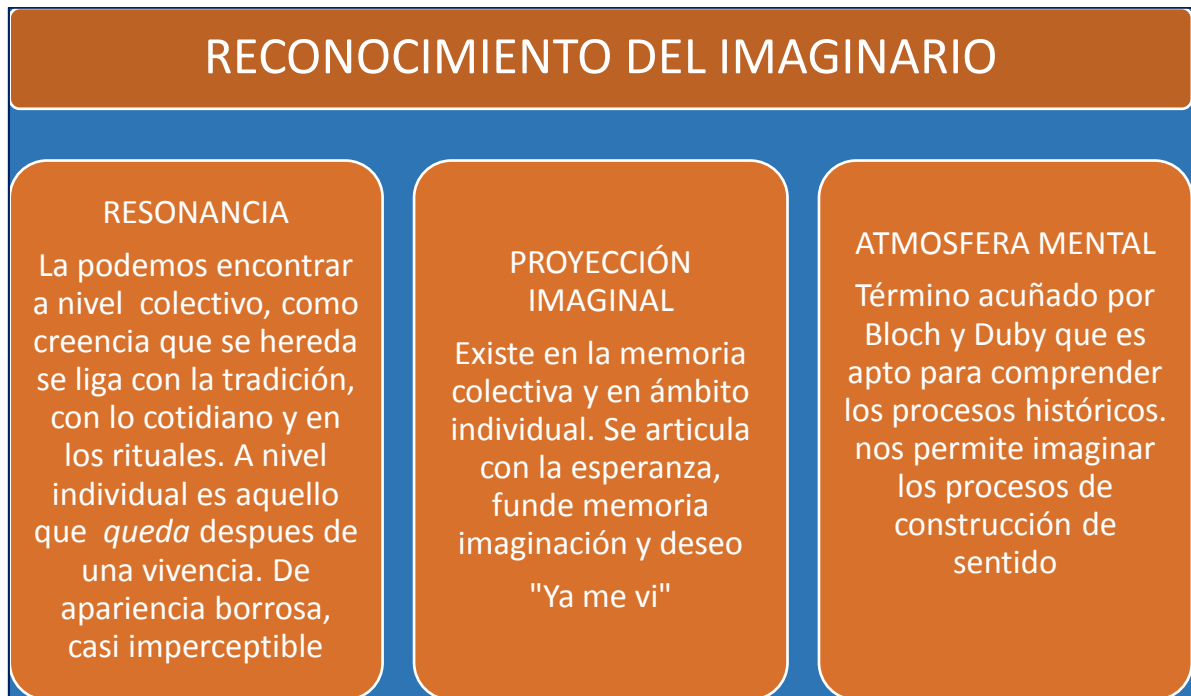 RECONOCIMIENTO DEL IMAGINARIO
RESONANCIA
La podemos encontrar
a nivel colectivo, como
creencia que se hereda
se liga con la tradición,
con lo cotidiano y en
los rituales. A nivel
individual es aquello
que queda despues de
una vivencia. De
apariencia borrosa,
casi imperceptible
PROYECCIÓN
IMAGINAL
Existe en la memoria
colectiva y en ámbito
individual. Se articula
con la esperanza,
funde memoria
imaginación y deseo
"Ya me vi"
ATMOSFERA MENTAL
Término acuñado por
Bloch y Duby que es
apto para comprender
los procesos históricos.
nos permite imaginar
los procesos de
construcción de
sentido